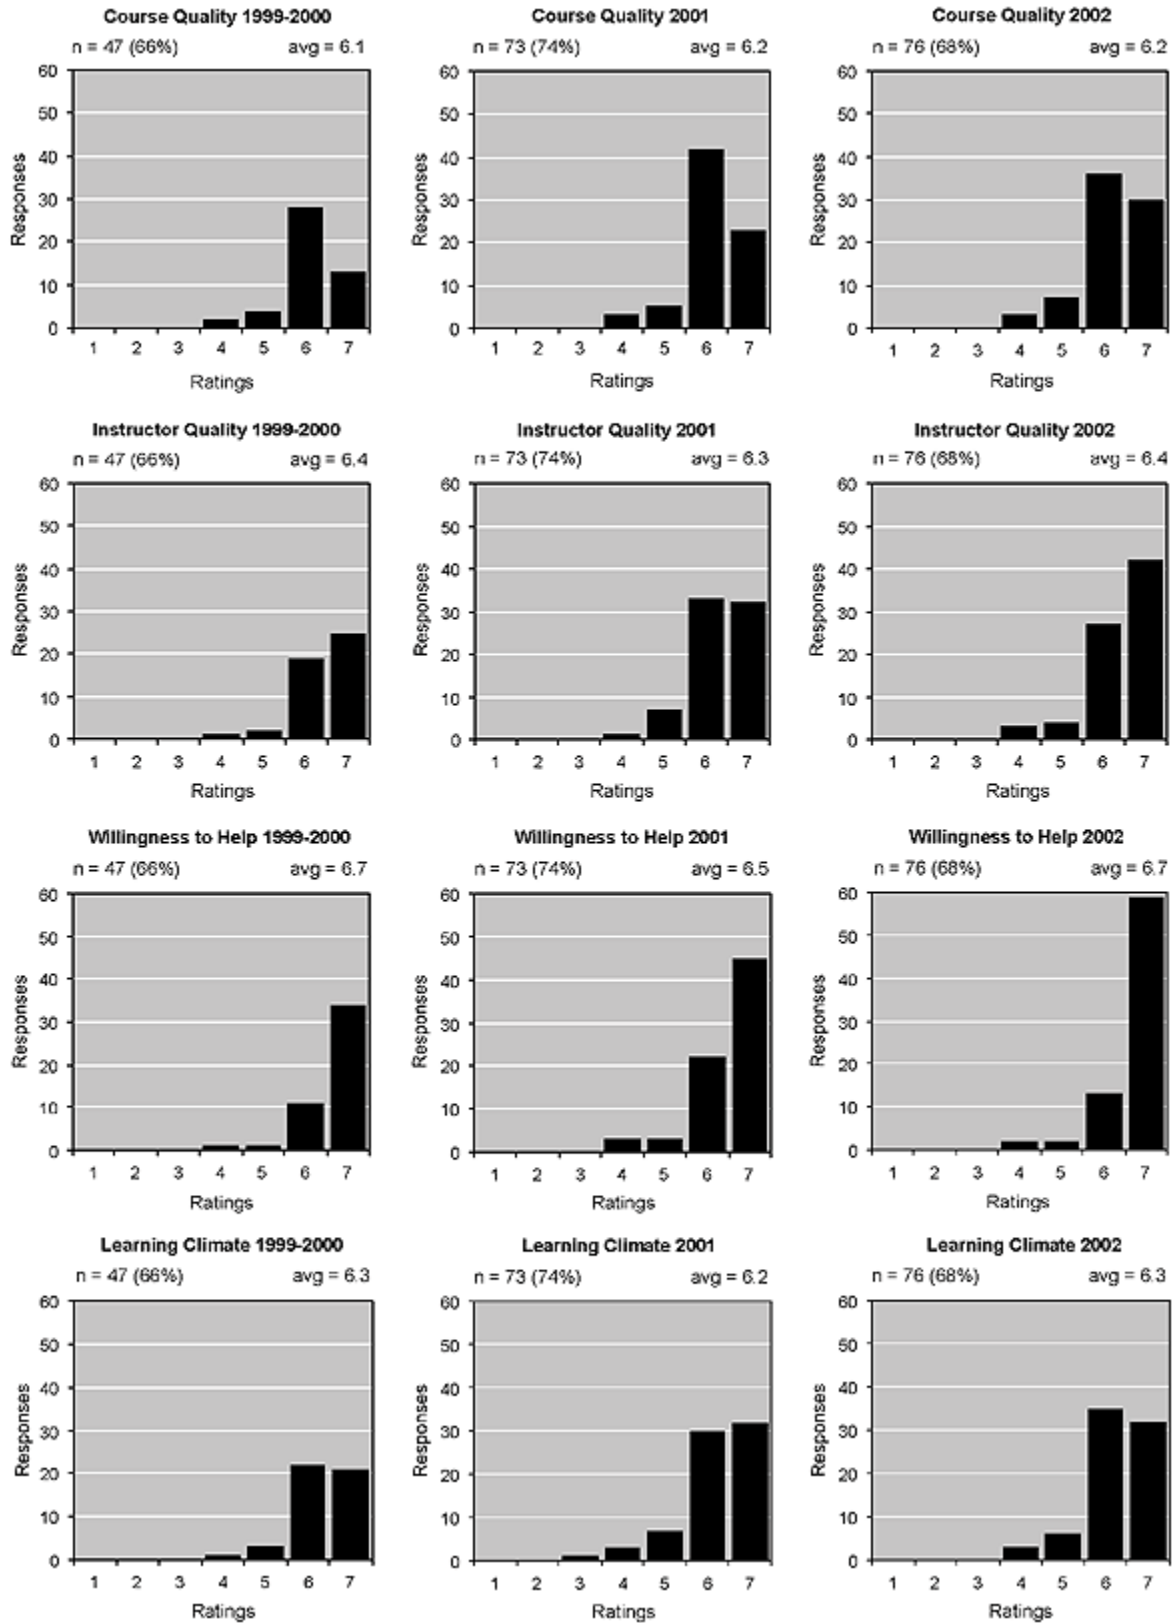 Course Quality 1999-2000
n = 47 (66%) avg = 6.1
60
50
40
30
20
10
0
Responses
1 2 3 4 5 6 7
Ratings
Course Quality 2001
n = 73 (74%) avg = 6.2
60
50
40
30
20
10
0
Responses
1 2 3 4 5 6 7
Ratings
Course Quality 2002
n = 76 (68%) avg = 6.2
60
50
40
30
20
10
0
Responses
1 2 3 4 5 6 7
Ratings
Instructor Quality 1999-2000
n = 47 (66%) avg = 6.4
60
50
40
30
20
10
0
Responses
1 2 3 4 5 6 7
Ratings
Instructor Quality 2001
n = 73 (74%) avg = 6.3
60
50
40
30
20
10
0
Responses
1 2 3 4 5 6 7
Ratings
Instructor Quality 2002
n = 76 (68%) avg = 6.4
60
50
40
30
20
10
0
Responses
1 2 3 4 5 6 7
Ratings
Willingness to Help 1999-2000
n = 47 (66%) avg = 6.7
60
50
40
30
20
10
0
Responses
1 2 3 4 5 6 7
Ratings
Willingness to Help 2001
n = 73 (74%) avg = 6.5
60
50
40
30
20
10
0
Responses
1 2 3 4 5 6 7
Ratings
Willingness to Help 2002
n = 76 (68%) avg = 6.7
60
50
40
30
20
10
0
Responses
1 2 3 4 5 6 7
Ratings
Learning Climate 1999-2000
n = 47 (66%) avg = 6.3
60
50
40
30
20
10
0
Responses
1 2 3 4 5 6 7
Ratings
Learning Climate 2001
n = 73 (74%) avg = 6.2
60
50
40
30
20
10
0
Responses
1 2 3 4 5 6 7
Ratings
Learning Climate 2002
n = 76 (68%) avg = 6.3
60
50
40
30
20
10
0
Responses
1 2 3 4 5 6 7
Ratings